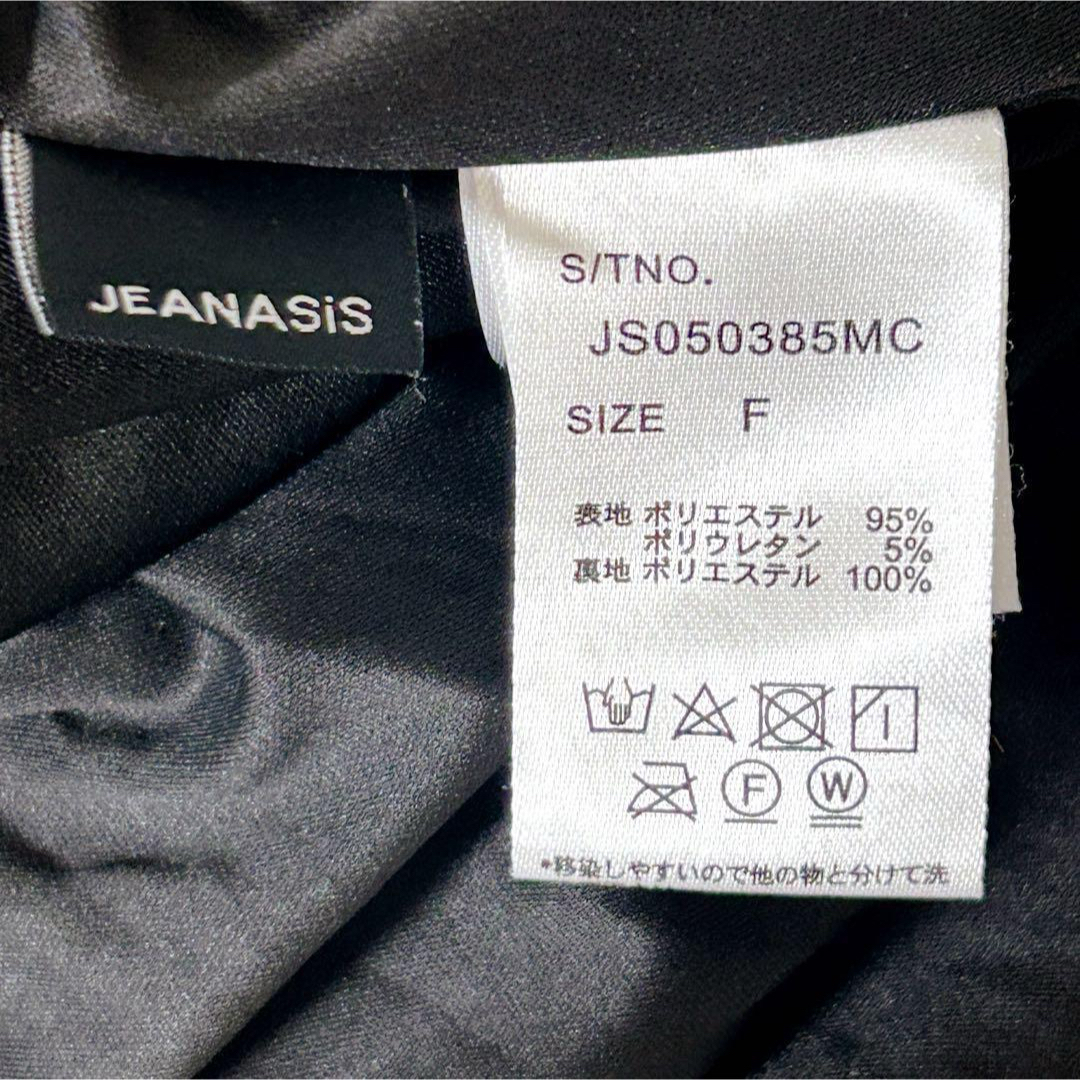 JEANASiS
S/TNO.
JS050385MC
SIZE F
表地 ポリエステル 95%
ポリウレタン 5%
裏地 ポリエステル 100%
F W
*移染しやすいので他の物と分けて洗